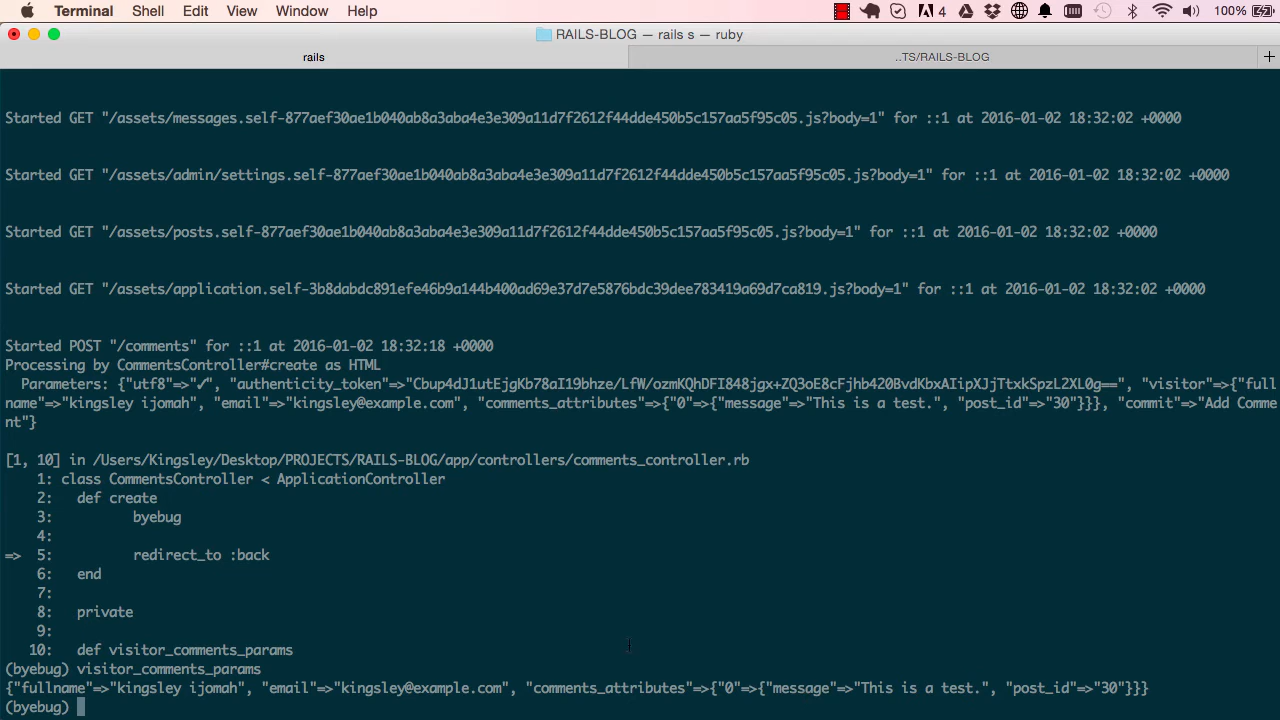 Terminal Shell Edit View Window Help 4 100%
RAILS-BLOG — rails s — ruby
rails ..TS/RAILS-BLOG +
Started GET "/assets/messages.self-877aef30ae1b040ab8a3aba4e3e309a11d7f2612f44dde450b5c157aa5f95c05.js?body=1" for ::1 at 2016-01-02 18:32:02 +0000
Started GET "/assets/admin/settings.self-877aef30ae1b040ab8a3aba4e3e309a11d7f2612f44dde450b5c157aa5f95c05.js?body=1" for ::1 at 2016-01-02 18:32:02 +0000
Started GET "/assets/posts.self-877aef30ae1b040ab8a3aba4e3e309a11d7f2612f44dde450b5c157aa5f95c05.js?body=1" for ::1 at 2016-01-02 18:32:02 +0000
Started GET "/assets/application.self-3b8dabdc891efe46b9a144b400ad69e37d7e5876bdc39dee783419a69d7ca819.js?body=1" for ::1 at 2016-01-02 18:32:02 +0000
Started POST "/comments" for ::1 at 2016-01-02 18:32:18 +0000
Processing by CommentsController#create as HTML
  Parameters: {"utf8"=>"✓", "authenticity_token"=>"Cbup4dJ1utEjgKb78aI19bhze/LfW/ozmKQhDFI848jgx+ZQ3oE8cFjhb420BvdKbxAIipXJjTtxkSpzL2XL0g==", "visitor"=>{"full
name"=>"kingsley ijomah", "email"=>"kingsley@example.com", "comments_attributes"=>{"0"=>{"message"=>"This is a test.", "post_id"=>"30"}}}, "commit"=>"Add Comme
nt"}
[1, 10] in /Users/Kingsley/Desktop/PROJECTS/RAILS-BLOG/app/controllers/comments_controller.rb
    1: class CommentsController < ApplicationController
    2:   def create
    3:          byebug
    4:
=>  5:          redirect_to :back
    6:   end
    7:
    8:   private
    9:
   10:   def visitor_comments_params
(byebug) visitor_comments_params
{"fullname"=>"kingsley ijomah", "email"=>"kingsley@example.com", "comments_attributes"=>{"0"=>{"message"=>"This is a test.", "post_id"=>"30"}}}
(byebug)